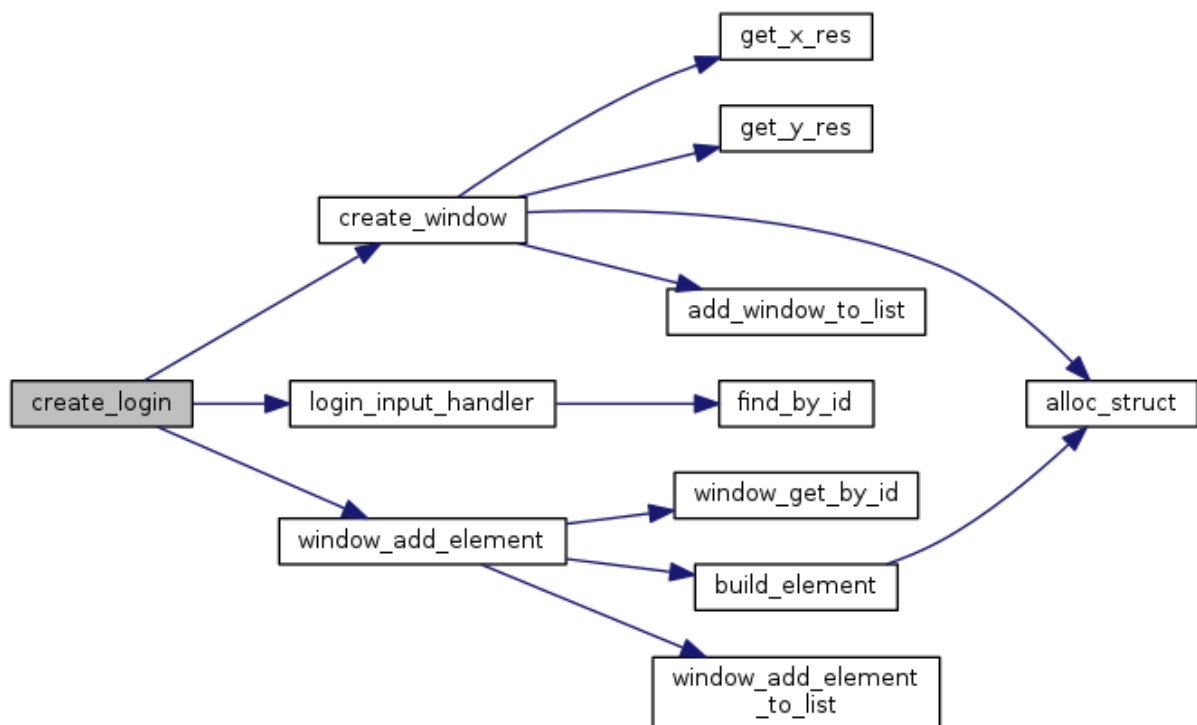 get_x_res
get_y_res
create_window
add_window_to_list
create_login
login_input_handler
find_by_id
alloc_struct
window_get_by_id
window_add_element
build_element
window_add_element
_to_list